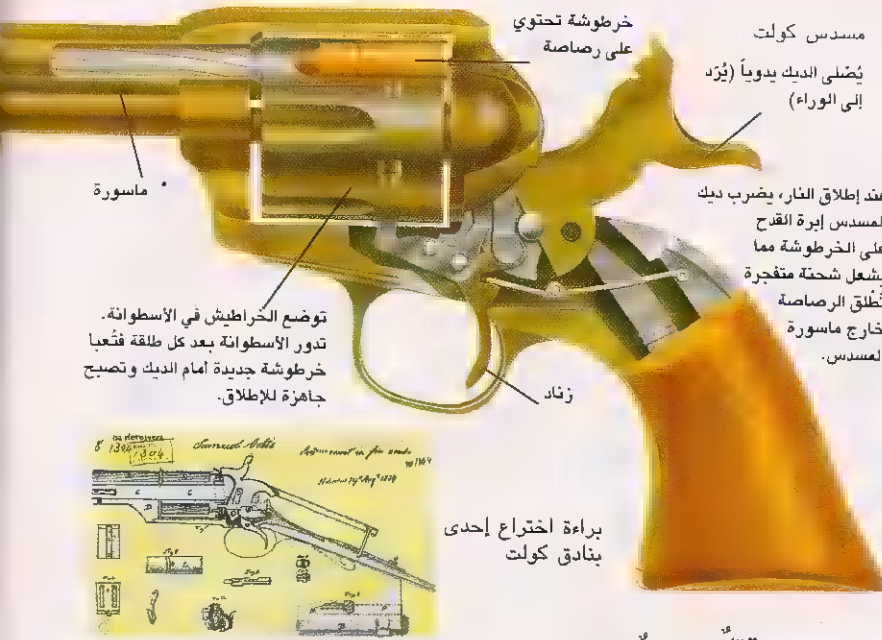 مسدس كولت
يُصْلى الديك يدوياً (يُرَد
إلى الوراء)
خرطوشة تحتوي
على رصاصة
ماسورة
عند إطلاق النار، يضرب ديك
المسدس إبرة القدح
على الخرطوشة مما
يشعل شحنة متفجرة
تُطلق الرصاصة
خارج ماسورة
المسدس.
توضع الخراطيش في الأسطوانة.
تدور الأسطوانة بعد كل طلقة فتُعبأ
خرطوشة جديدة أمام الديك وتصبح
جاهزة للإطلاق.
زناد
براءة اختراع إحدى
بنادق كولت
1304